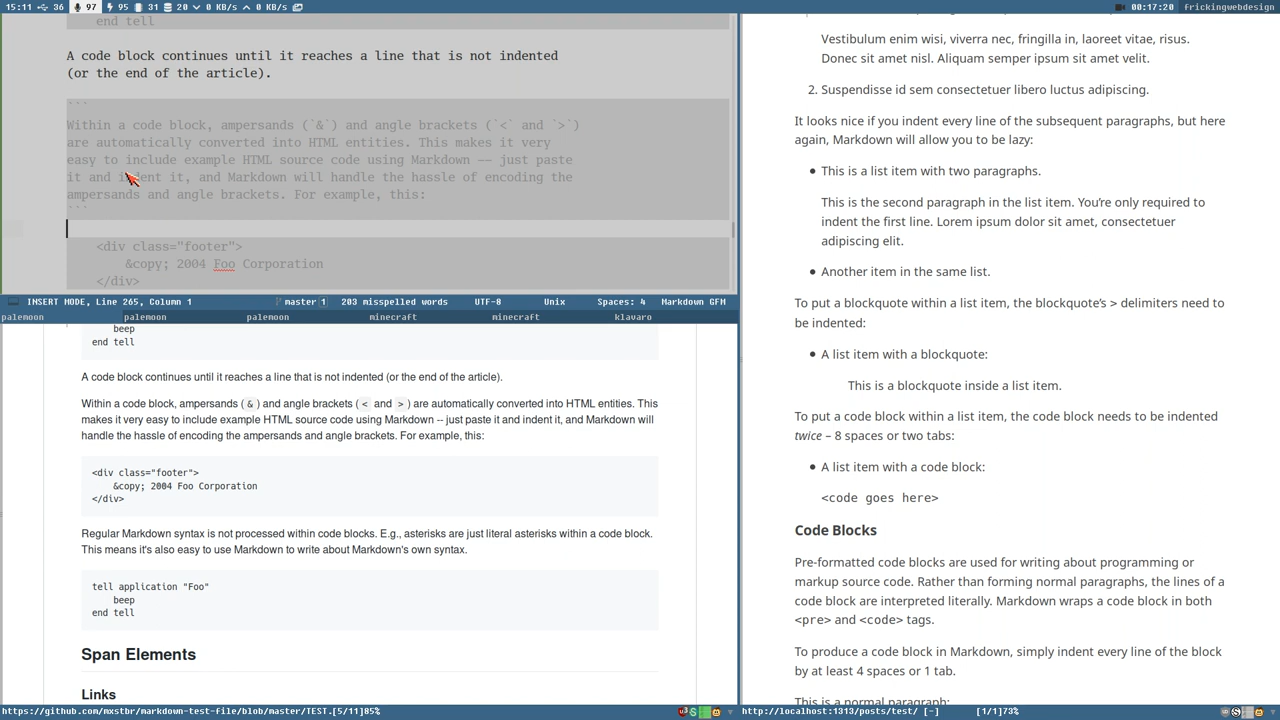 15:11 36 97 95 31 20 0 KB/s 0 KB/s
00:17:20 frickingwebdesign
end tell
A code block continues until it reaches a line that is not indented
(or the end of the article).
```
Within a code block, ampersands (`&`) and angle brackets (`<` and `>`)
are automatically converted into HTML entities. This makes it very
easy to include example HTML source code using Markdown -- just paste
it and indent it, and Markdown will handle the hassle of encoding the
ampersands and angle brackets. For example, this:
```
<div class="footer">
&copy; 2004 Foo Corporation
</div>
INSERT MODE, Line 265, Column 1 master 1 203 misspelled words UTF-8 Unix Spaces: 4 Markdown GFM
palemoon palemoon palemoon minecraft minecraft klavaro
beep
end tell
A code block continues until it reaches a line that is not indented (or the end of the article).
Within a code block, ampersands ( & ) and angle brackets ( < and > ) are automatically converted into HTML entities. This
makes it very easy to include example HTML source code using Markdown -- just paste it and indent it, and Markdown will
handle the hassle of encoding the ampersands and angle brackets. For example, this:
<div class="footer">
&copy; 2004 Foo Corporation
</div>
Regular Markdown syntax is not processed within code blocks. E.g., asterisks are just literal asterisks within a code block.
This means it's also easy to use Markdown to write about Markdown's own syntax.
tell application "Foo"
beep
end tell
Span Elements
Links
https://github.com/mxstbr/markdown-test-file/blob/master/TEST.[5/11]85%
Vestibulum enim wisi, viverra nec, fringilla in, laoreet vitae, risus.
Donec sit amet nisl. Aliquam semper ipsum sit amet velit.
2. Suspendisse id sem consectetuer libero luctus adipiscing.
It looks nice if you indent every line of the subsequent paragraphs, but here
again, Markdown will allow you to be lazy:
• This is a list item with two paragraphs.
This is the second paragraph in the list item. You’re only required to
indent the first line. Lorem ipsum dolor sit amet, consectetuer
adipiscing elit.
• Another item in the same list.
To put a blockquote within a list item, the blockquote’s > delimiters need to
be indented:
• A list item with a blockquote:
This is a blockquote inside a list item.
To put a code block within a list item, the code block needs to be indented
twice – 8 spaces or two tabs:
• A list item with a code block:
<code goes here>
Code Blocks
Pre-formatted code blocks are used for writing about programming or
markup source code. Rather than forming normal paragraphs, the lines of a
code block are interpreted literally. Markdown wraps a code block in both
<pre> and <code> tags.
To produce a code block in Markdown, simply indent every line of the block
by at least 4 spaces or 1 tab.
This is a normal paragraph:
http://localhost:1313/posts/test/ [-] [1/1]73%